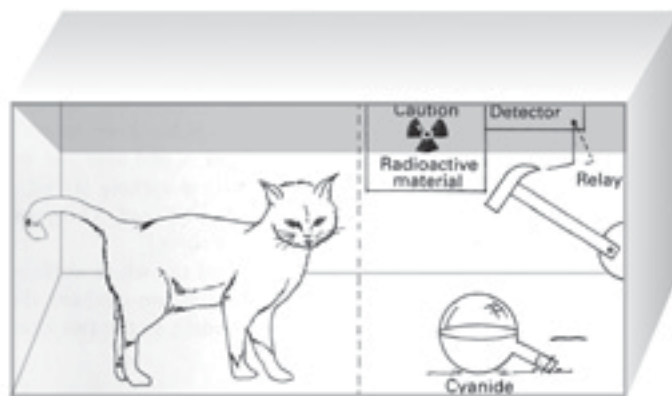 Caution
Detector
Radioactive
material
Relay
Cyanide